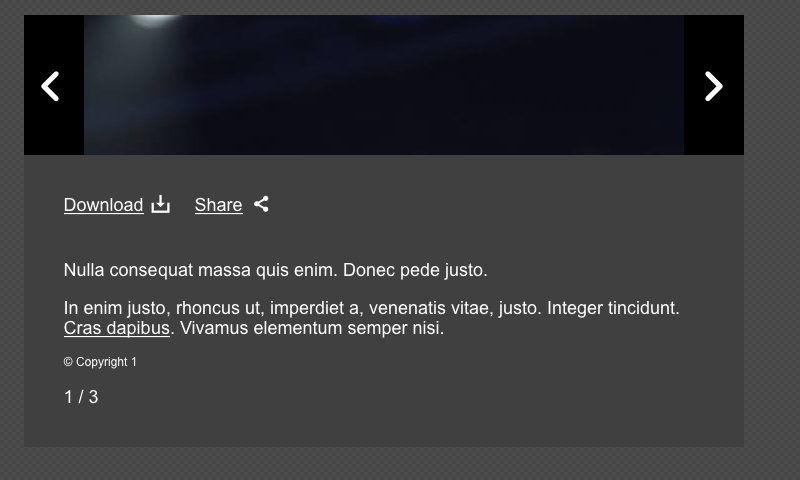 Download Share
Nulla consequat massa quis enim. Donec pede justo.
In enim justo, rhoncus ut, imperdiet a, venenatis vitae, justo. Integer tincidunt.
Cras dapibus. Vivamus elementum semper nisi.
© Copyright 1
1 / 3